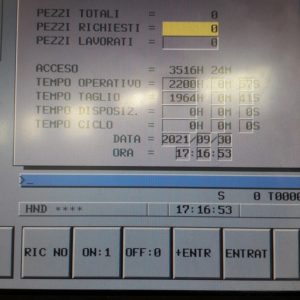 PEZZI TOTALI = 0
PEZZI RICHIESTI = 0
PEZZI LAVORATI = 0
ACCESO = 3516H 24M
TEMPO OPERATIVO = 2200H 0M 57S
TEMPO TAGLIO = 1964H 0M 41S
TEMPO DISPOSIZ. = 0H 0M 0S
TEMPO CICLO = 0H 0M 0S
DATA = 2021/09/30
ORA = 17:16:53
>_
S 0 T0000
HND **** 17:16:53
RIC NO ON:1 OFF:0 +ENTR ENTRAT